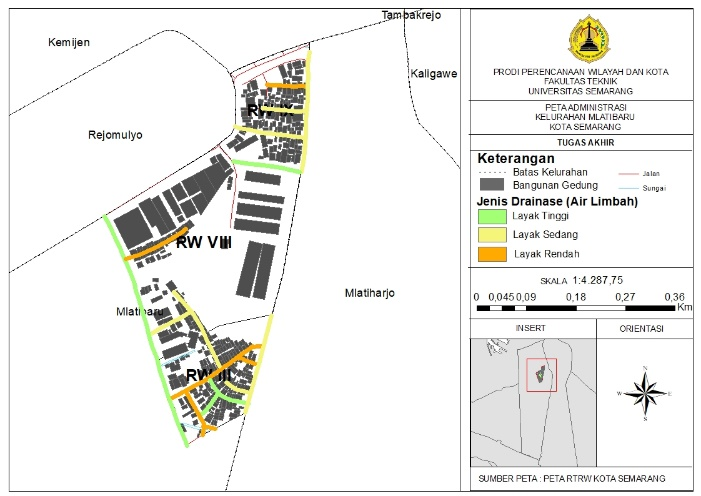 Tambakrejo
Kemijen
Kaligawe
Rejomulyo
RW IX
RW VIII
Mlatiharjo
Mlatibaru
PRODI PERENCANAAN WILAYAH DAN KOTA
FAKULTAS TEKNIK
UNIVERSITAS SEMARANG
PETA ADMINISTRASI
KELURAHAN MLATIBARU
KOTA SEMARANG
TUGAS AKHIR
Keterangan
Batas Kelurahan
Jalan
Bangunan Gedung
Sungai
Jenis Drainase (Air Limbah)
Layak Tinggi
Layak Sedang
Layak Rendah
SKALA 1:4.287,75
0 0,045 0,09 0,18 0,27 0,36
Km
INSERT
ORIENTASI
N
W E
S
SUMBER PETA : PETA RTRW KOTA SEMARANG